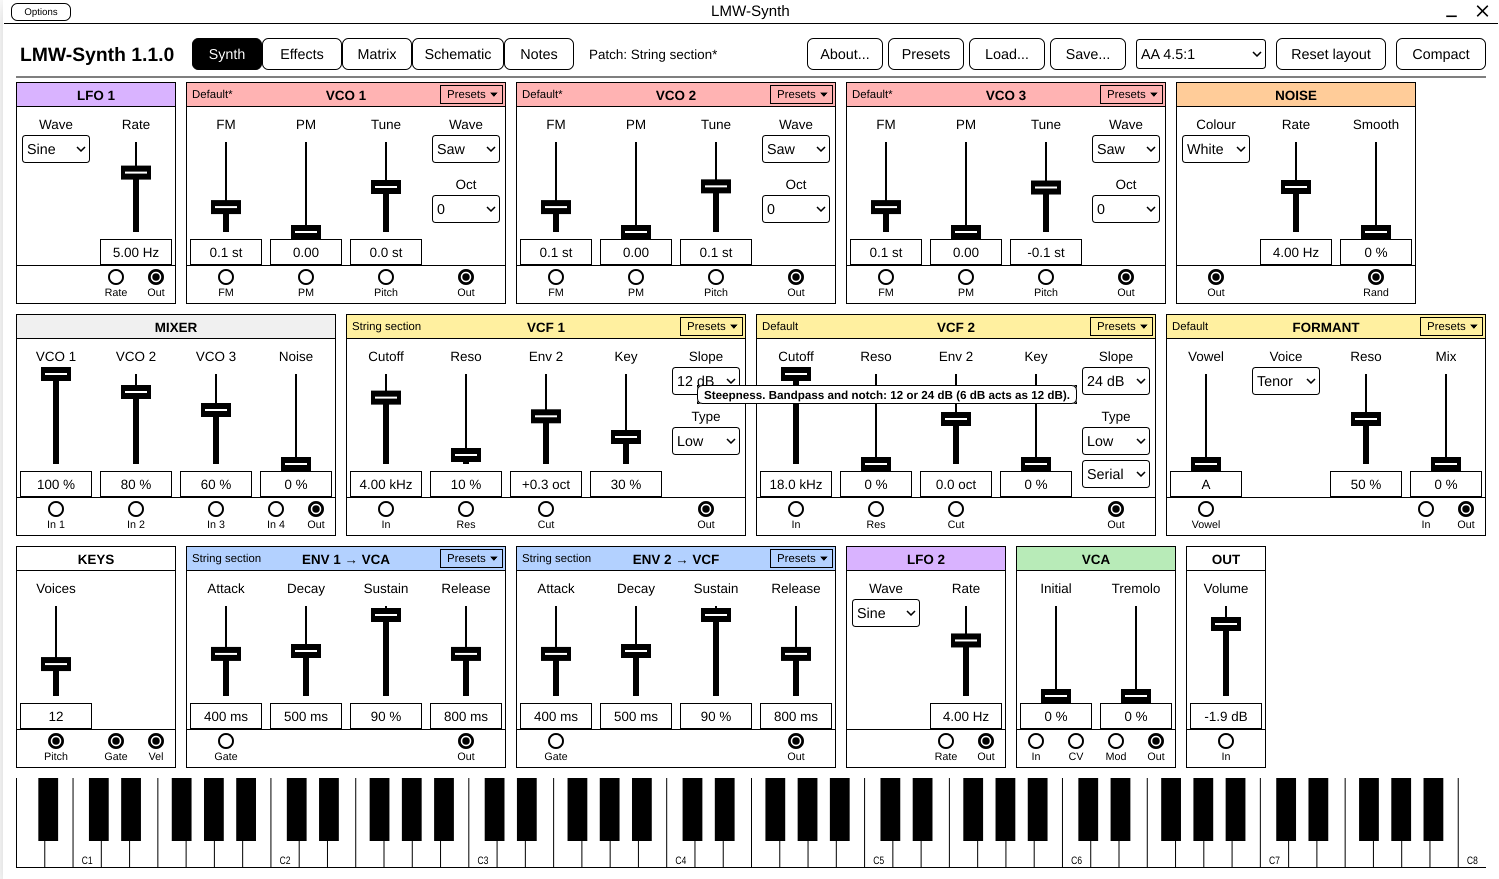 Options LMW-Synth
LMW-Synth 1.1.0 Synth Effects Matrix Schematic Notes Patch: String section* About... Presets Load... Save... AA 4.5:1 Reset layout Compact
LFO 1 Default* VCO 1 Presets Default* VCO 2 Presets Default* VCO 3 Presets NOISE
Wave Rate FM PM Tune Wave FM PM Tune Wave FM PM Tune Wave Colour Rate Smooth
Sine Saw Saw Saw White
Oct Oct Oct
0 0 0
5.00 Hz 0.1 st 0.00 0.0 st 0.1 st 0.00 0.1 st 0.1 st 0.00 -0.1 st 4.00 Hz 0 %
Rate Out FM PM Pitch Out FM PM Pitch Out FM PM Pitch Out Out Rand
MIXER String section VCF 1 Presets Default VCF 2 Presets Default FORMANT Presets
VCO 1 VCO 2 VCO 3 Noise Cutoff Reso Env 2 Key Slope Cutoff Reso Env 2 Key Slope Vowel Voice Reso Mix
12 dB 24 dB Tenor
Steepness. Bandpass and notch: 12 or 24 dB (6 dB acts as 12 dB).
Type Type
Low Low
Serial
100 % 80 % 60 % 0 % 4.00 kHz 10 % +0.3 oct 30 % 18.0 kHz 0 % 0.0 oct 0 % A 50 % 0 %
In 1 In 2 In 3 In 4 Out In Res Cut Out In Res Cut Out Vowel In Out
KEYS String section ENV 1 → VCA Presets String section ENV 2 → VCF Presets LFO 2 VCA OUT
Voices Attack Decay Sustain Release Attack Decay Sustain Release Wave Rate Initial Tremolo Volume
Sine
12 400 ms 500 ms 90 % 800 ms 400 ms 500 ms 90 % 800 ms 4.00 Hz 0 % 0 % -1.9 dB
Pitch Gate Vel Gate Out Gate Out Rate Out In CV Mod Out In
C1 C2 C3 C4 C5 C6 C7 C8